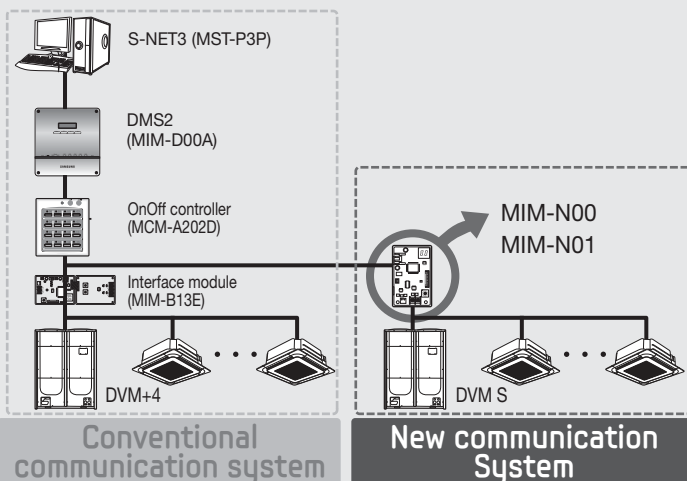 S-NET3 (MST-P3P)
DMS2
(MIM-D00A)
OnOff controller
(MCM-A202D)
Interface module
(MIM-B13E)
DVM+4
MIM-N00
MIM-N01
DVM S
Conventional
communication system
New communication
System